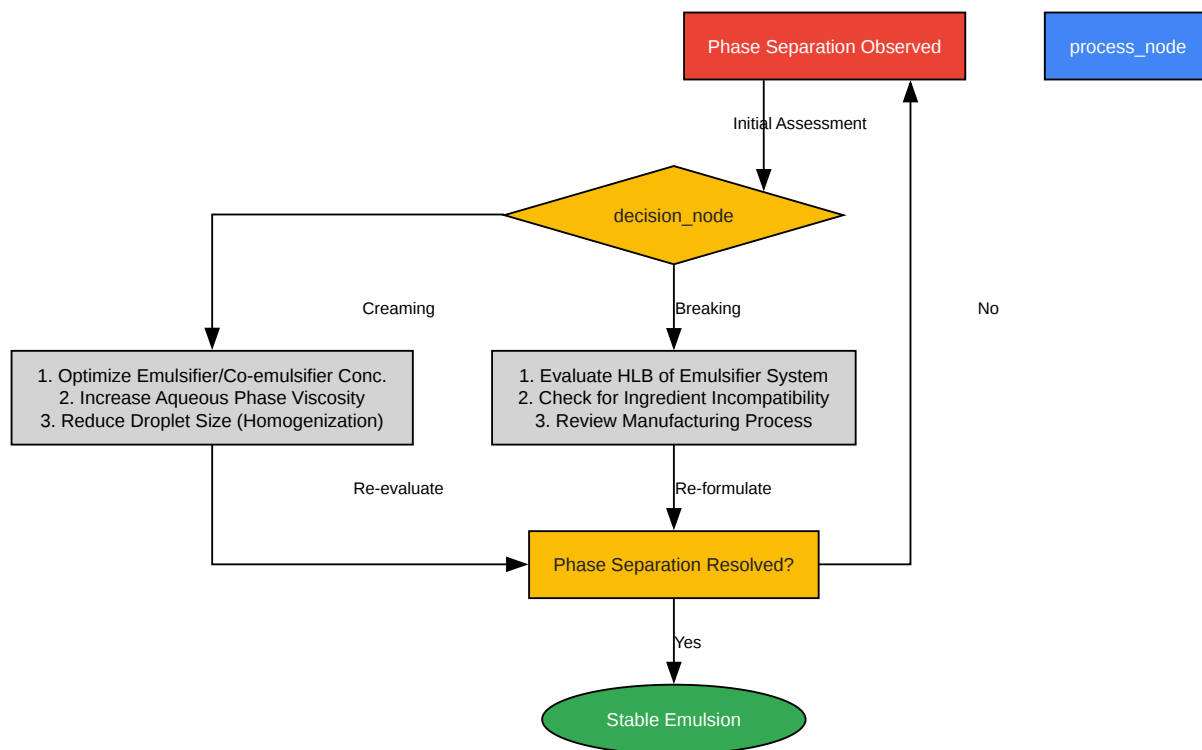 Phase Separation Observed
process_node
Initial Assessment
decision_node
Creaming
Breaking
No
1. Optimize Emulsifier/Co-emulsifier Conc.
2. Increase Aqueous Phase Viscosity
3. Reduce Droplet Size (Homogenization)
1. Evaluate HLB of Emulsifier System
2. Check for Ingredient Incompatibility
3. Review Manufacturing Process
Re-evaluate
Re-formulate
Phase Separation Resolved?
Yes
Stable Emulsion